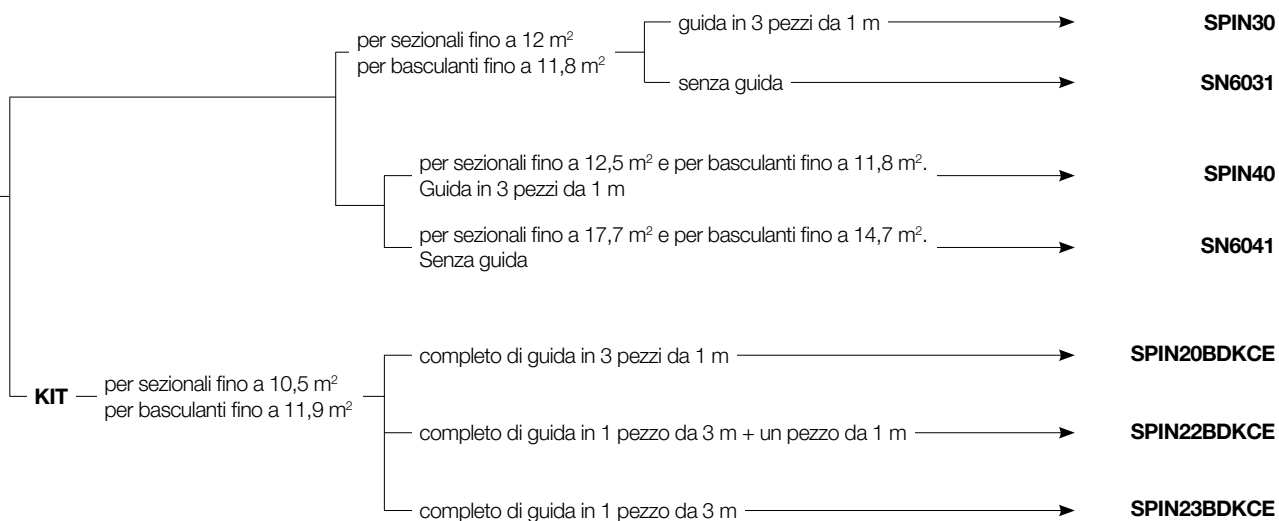 guida in 3 pezzi da 1 m SPIN30
per sezionali fino a 12 m²
per basculanti fino a 11,8 m²
senza guida SN6031
per sezionali fino a 12,5 m² e per basculanti fino a 11,8 m².
Guida in 3 pezzi da 1 m
SPIN40
per sezionali fino a 17,7 m² e per basculanti fino a 14,7 m².
Senza guida
SN6041
KIT
per sezionali fino a 10,5 m²
per basculanti fino a 11,9 m²
completo di guida in 3 pezzi da 1 m SPIN20BDKCE
completo di guida in 1 pezzo da 3 m + un pezzo da 1 m SPIN22BDKCE
completo di guida in 1 pezzo da 3 m SPIN23BDKCE